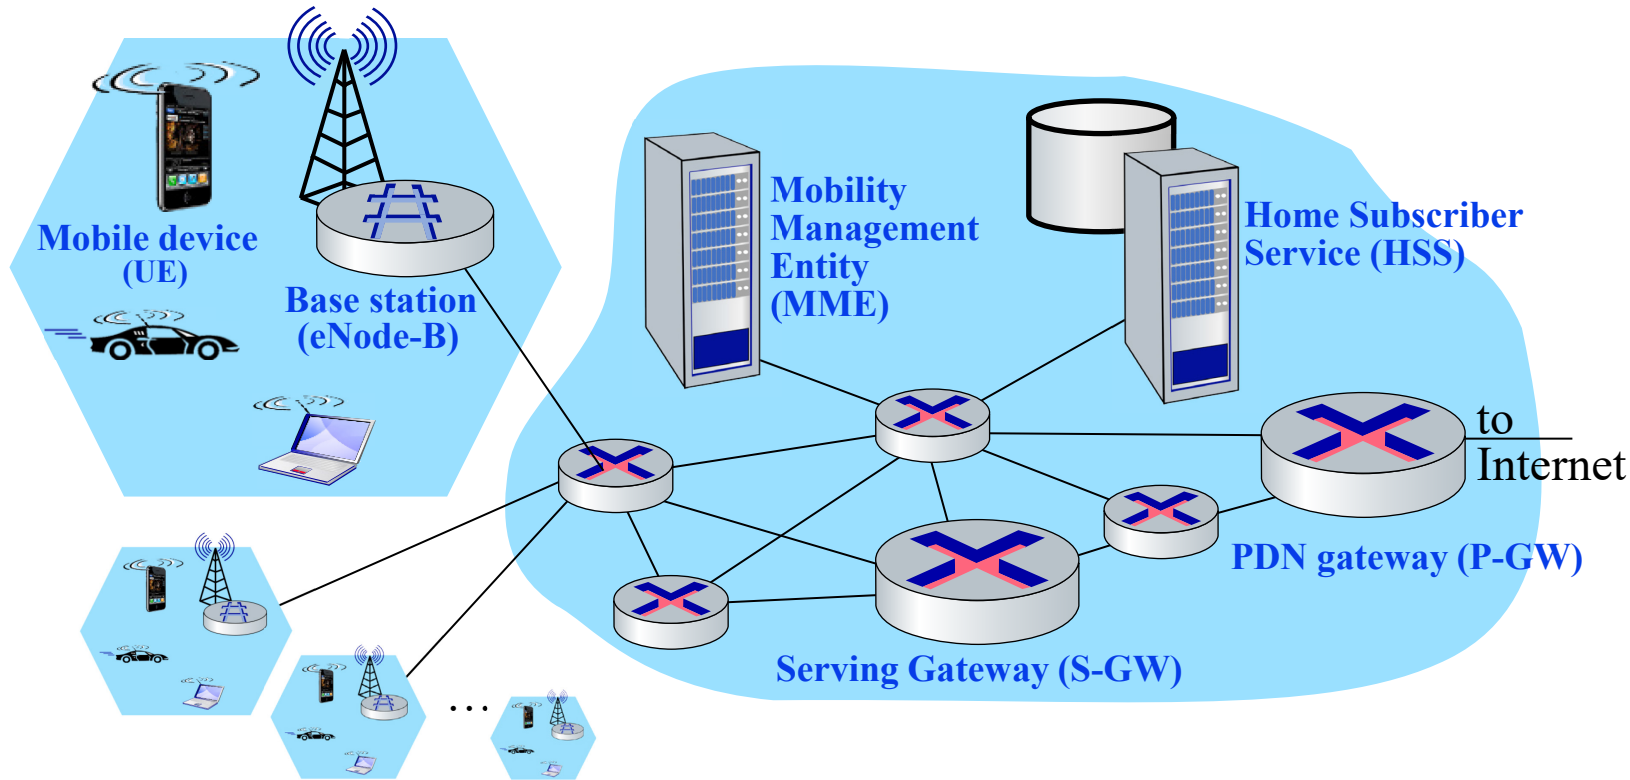 Mobile device
(UE)
Base station
(eNode-B)
Mobility
Management
Entity
(MME)
Home Subscriber
Service (HSS)
to
Internet
PDN gateway (P-GW)
Serving Gateway (S-GW)
...